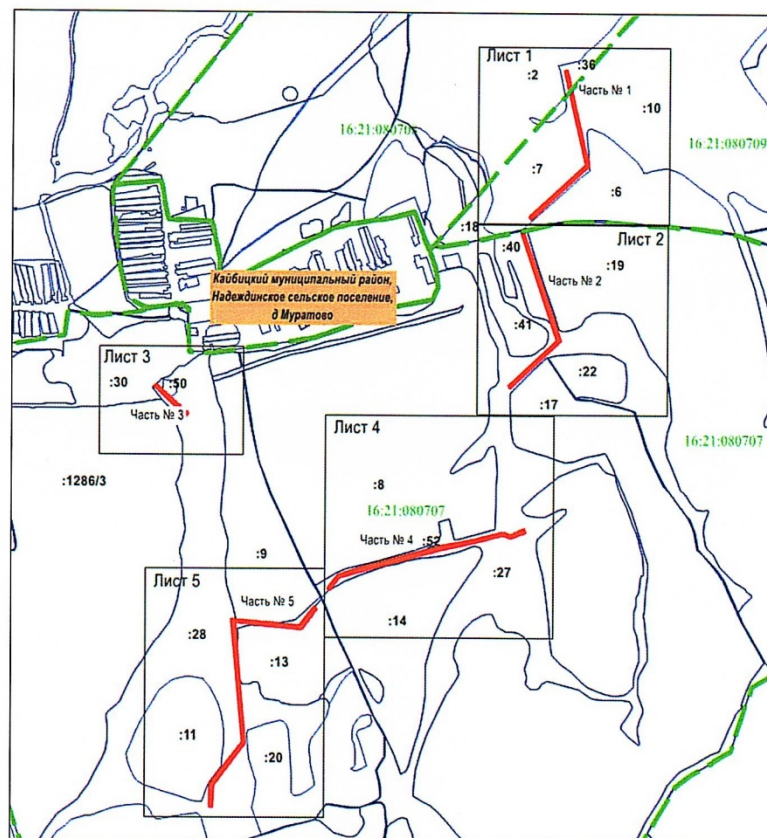 Лист 1
:2
:36
Часть № 1
:10
16:21:08070
16:21:080709
:7
:6
:18
:40
Лист 2
:19
Часть № 2
Кайбицкий муниципальный район,
Надеждинское сельское поселение,
д Муратово
:41
Лист 3
:30
:50
:22
Часть № 3
:17
Лист 4
16:21:080707
:1286/3
:8
16:21:080707
Часть № 4
:52
:9
:27
Лист 5
Часть № 5
:14
:28
:13
:11
:20